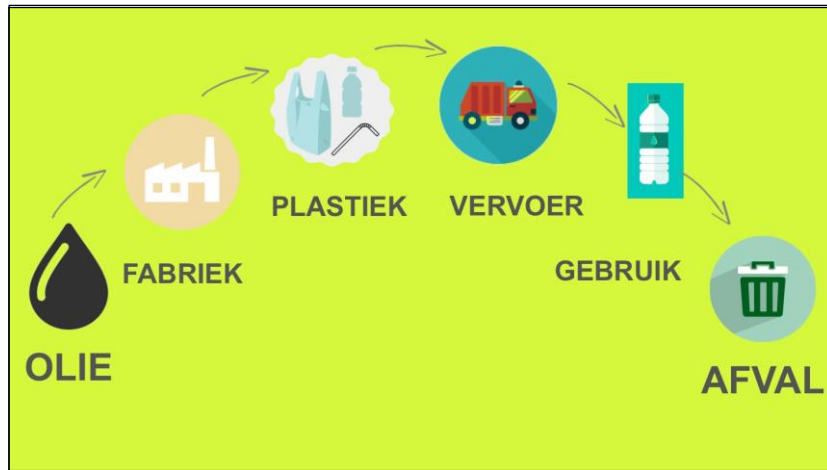 OLIE
FABRIEK
PLASTIEK
VERVOER
GEBRUIK
AFVAL